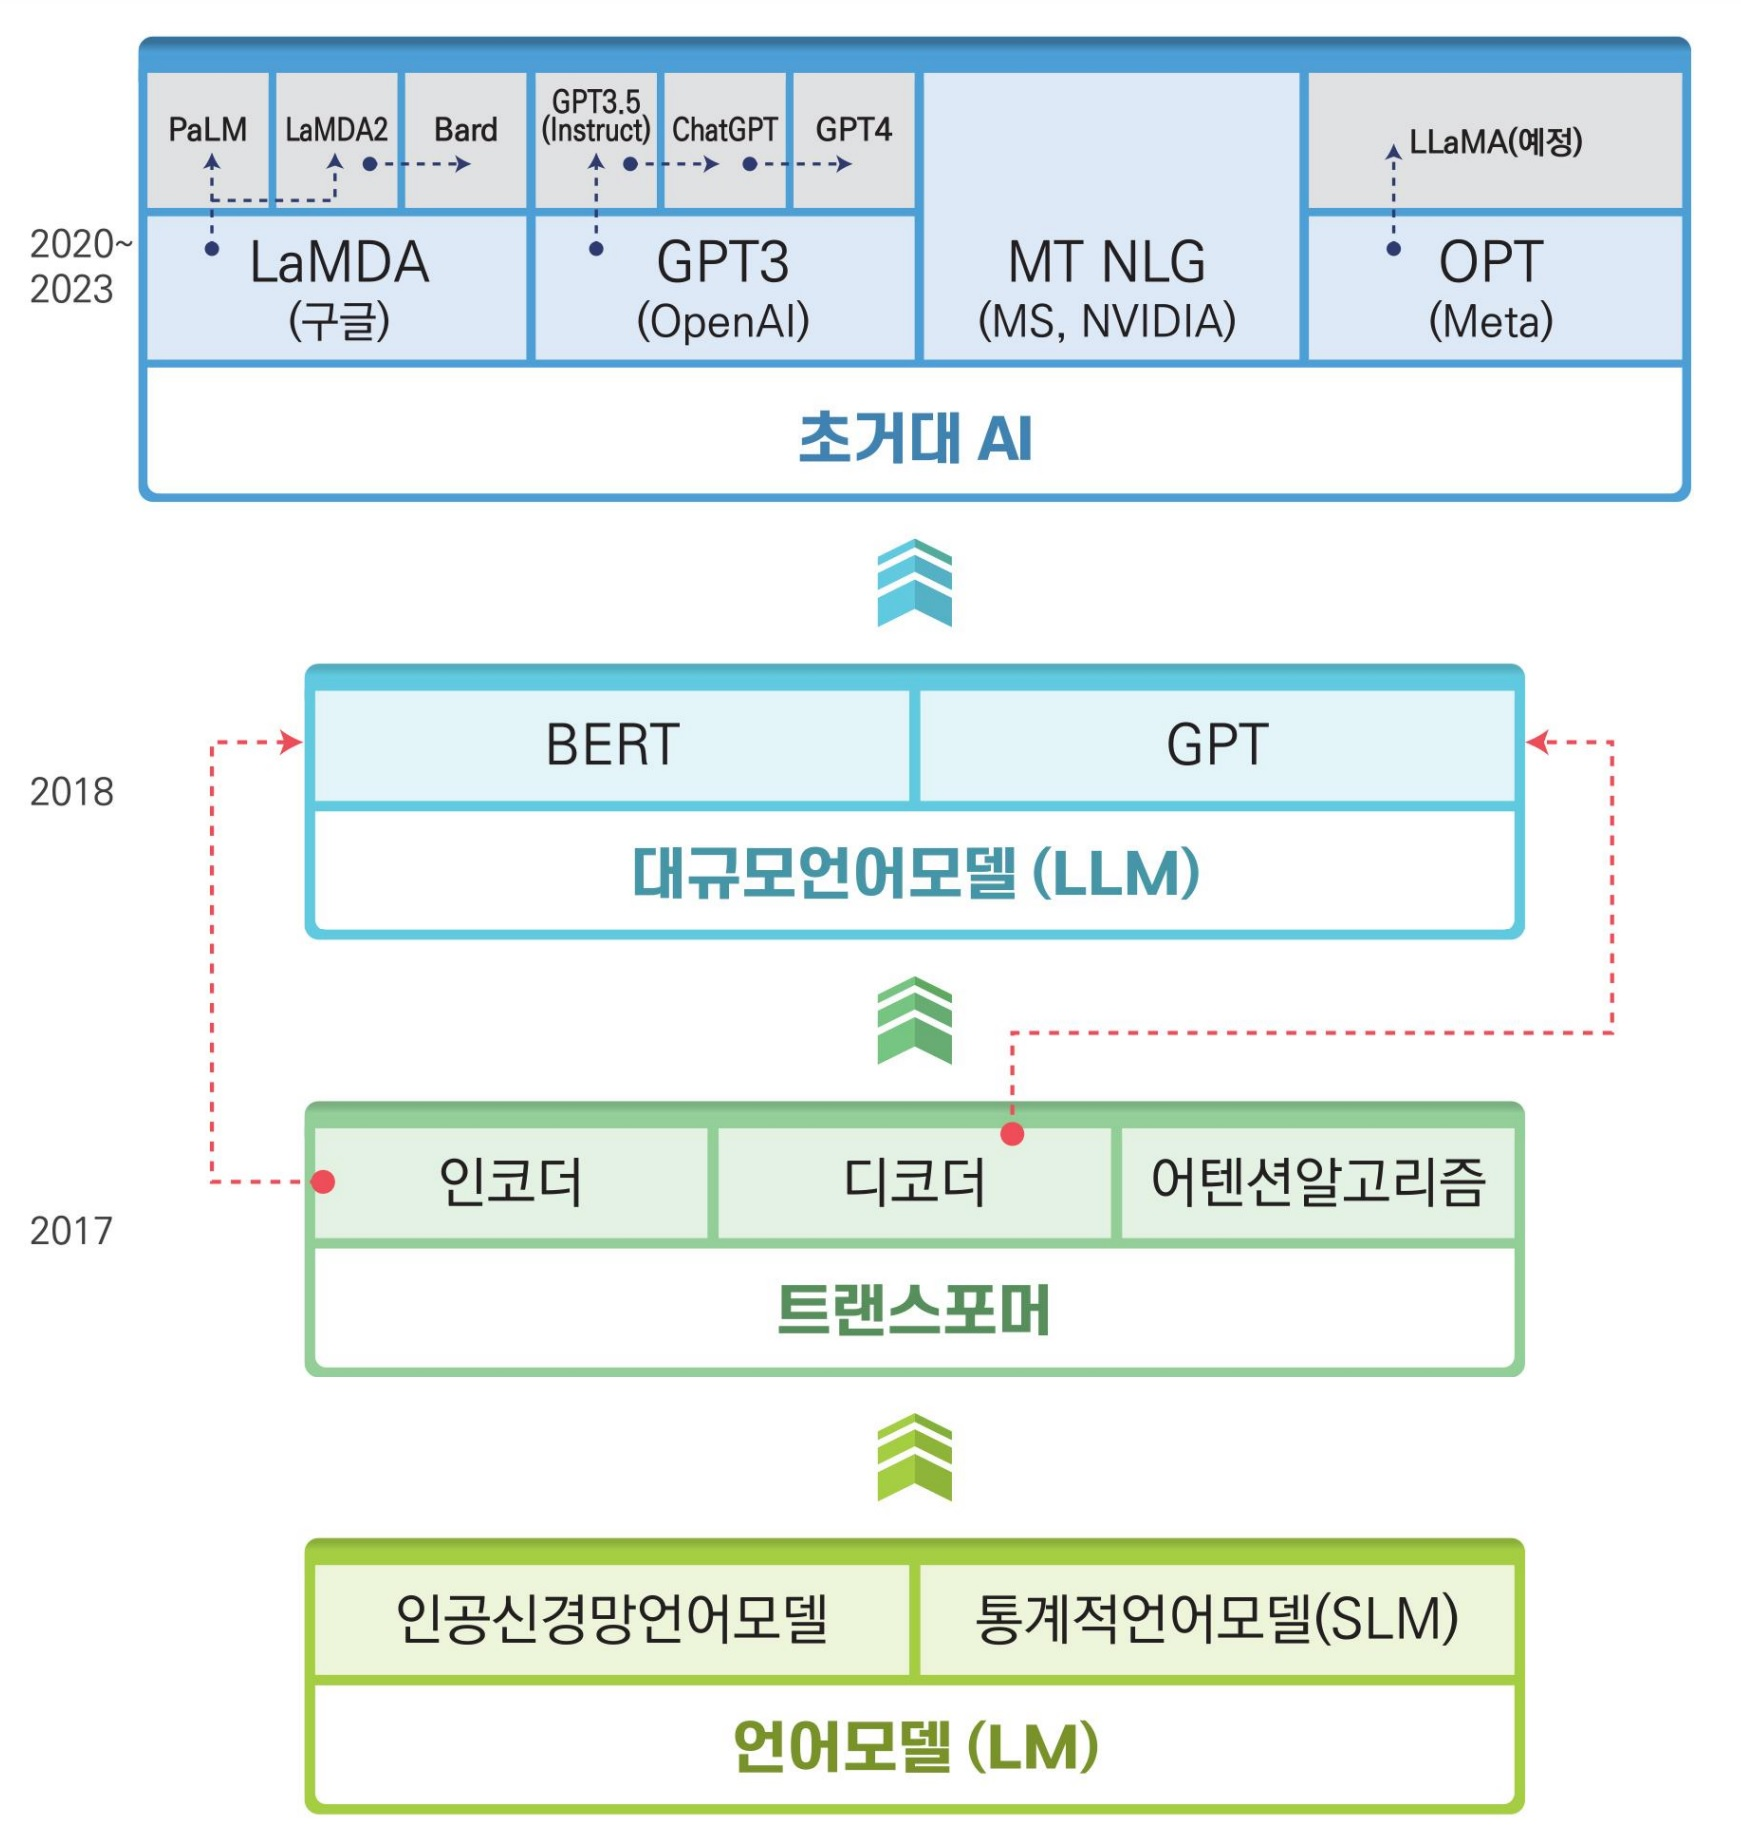 PaLM
LaMDA2
Bard
GPT3.5
(Instruct)
ChatGPT
GPT4
LLaMA(예정)
2020~
2023
LaMDA
(구글)
GPT3
(OpenAI)
MT NLG
(MS, NVIDIA)
OPT
(Meta)
초거대 AI
2018
BERT
GPT
대규모언어모델 (LLM)
2017
인코더
디코더
어텐션알고리즘
트랜스포머
인공신경망언어모델
통계적언어모델(SLM)
언어모델 (LM)